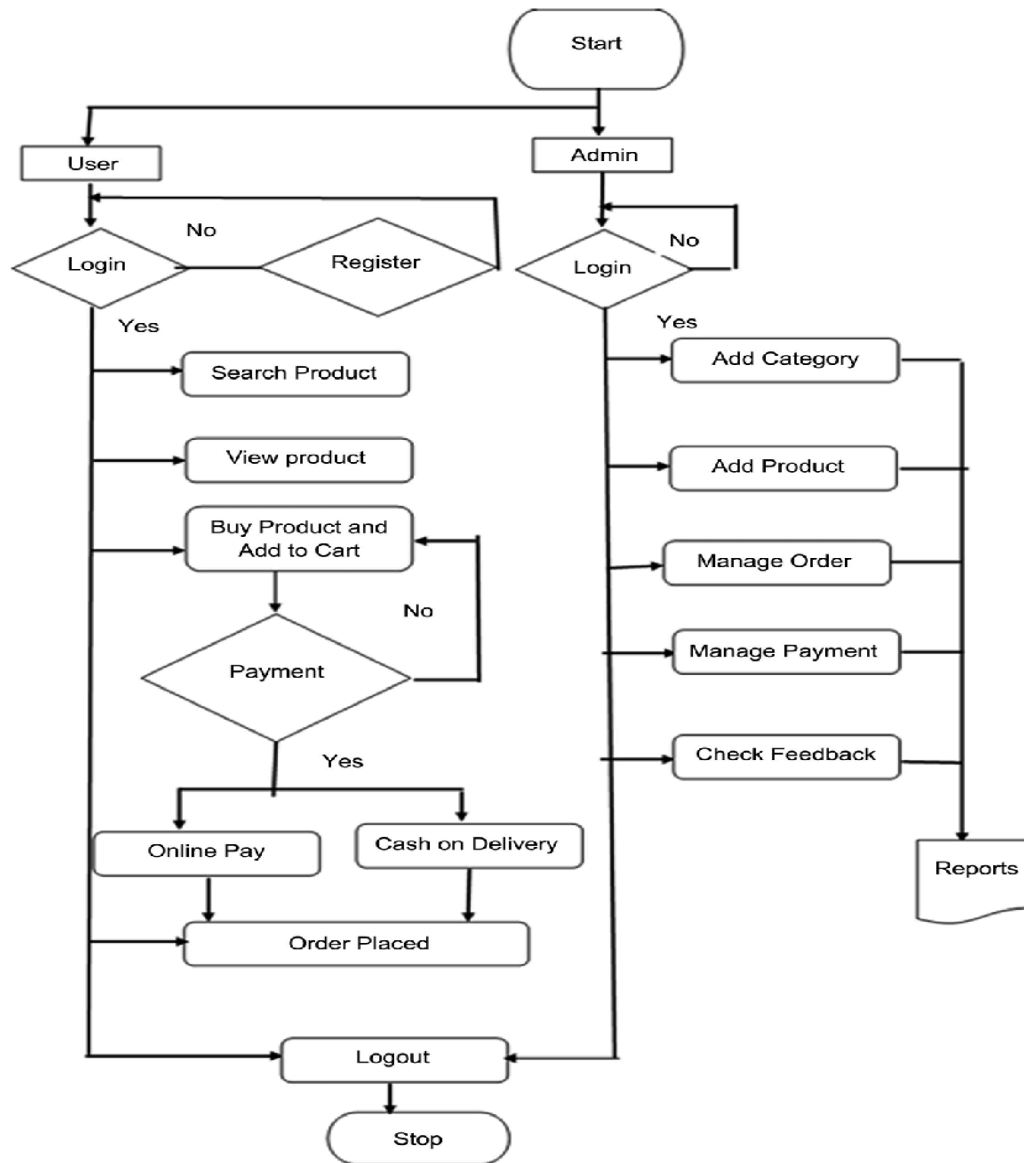 Start
User
Admin
No
Login
Register
No
Login
Yes
Yes
Search Product
Add Category
View product
Add Product
Buy Product and
Add to Cart
Manage Order
No
Payment
Manage Payment
Yes
Check Feedback
Online Pay
Cash on Delivery
Reports
Order Placed
Logout
Stop